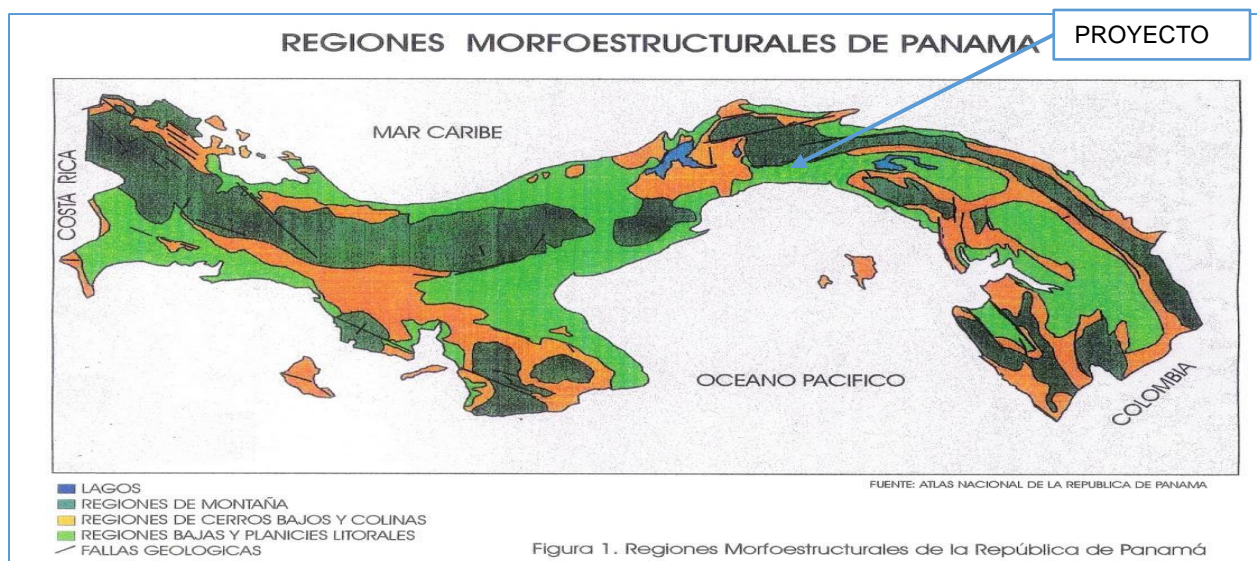 PROYECTO
REGIONES MORFOESTRUCTURALES DE PANAMA
MAR CARIBE
COSTA RICA
OCEANO PACIFICO
COLOMBIA
FUENTE: ATLAS NACIONAL DE LA REPUBLICA DE PANAMA
LAGOS
REGIONES DE MONTAÑA
REGIONES DE CERROS BAJOS Y COLINAS
REGIONES BAJAS Y PLANICIES LITORALES
FALLAS GEOLOGICAS
Figura 1. Regiones Morfoestructurales de la República de Panamá